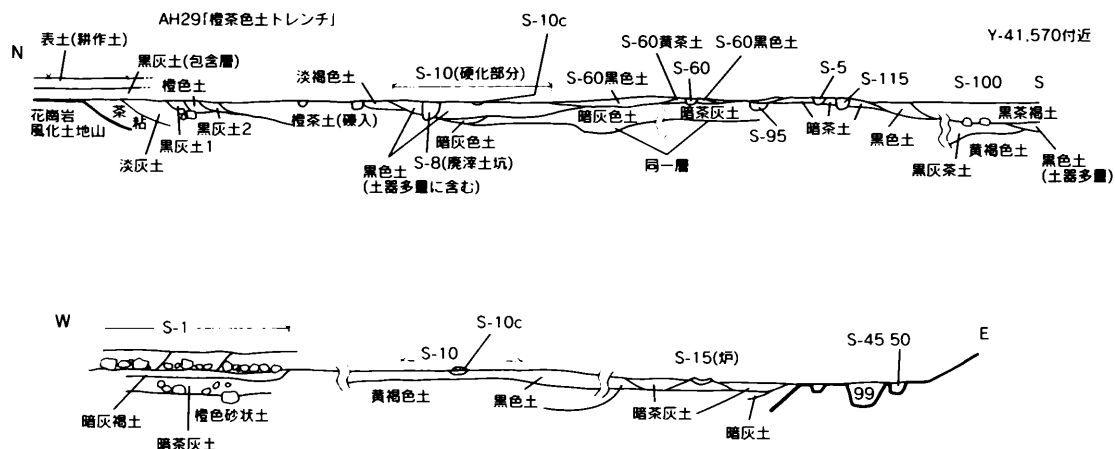 AH29「橙茶色土トレンチ」
S-10c
Y-41,570付近
N
表土(耕作土)
黒灰土(包含層)
橙色土
淡褐色土
S-10(硬化部分)
S-60黒色土
S-60黄茶土
S-60
S-60黒色土
S-5
S-115
S-100
S
花崗岩
風化土地山
茶
粘
黒灰土1
黒灰土2
淡灰土
橙茶土(礫入)
暗灰色土
S-8(廃滓土坑)
黒色土
(土器多量に含む)
暗灰色土
暗茶灰土
同一層
S-95
暗茶土
黒色土
黒茶褐土
黄褐色土
黒灰茶土
黒色土
(土器多量)
W
S-1
S-10
S-10c
S-15(炉)
S-45 50
E
暗灰褐土
橙色砂状土
暗茶灰土
黄褐色土
黒色土
暗茶灰土
暗灰土
99